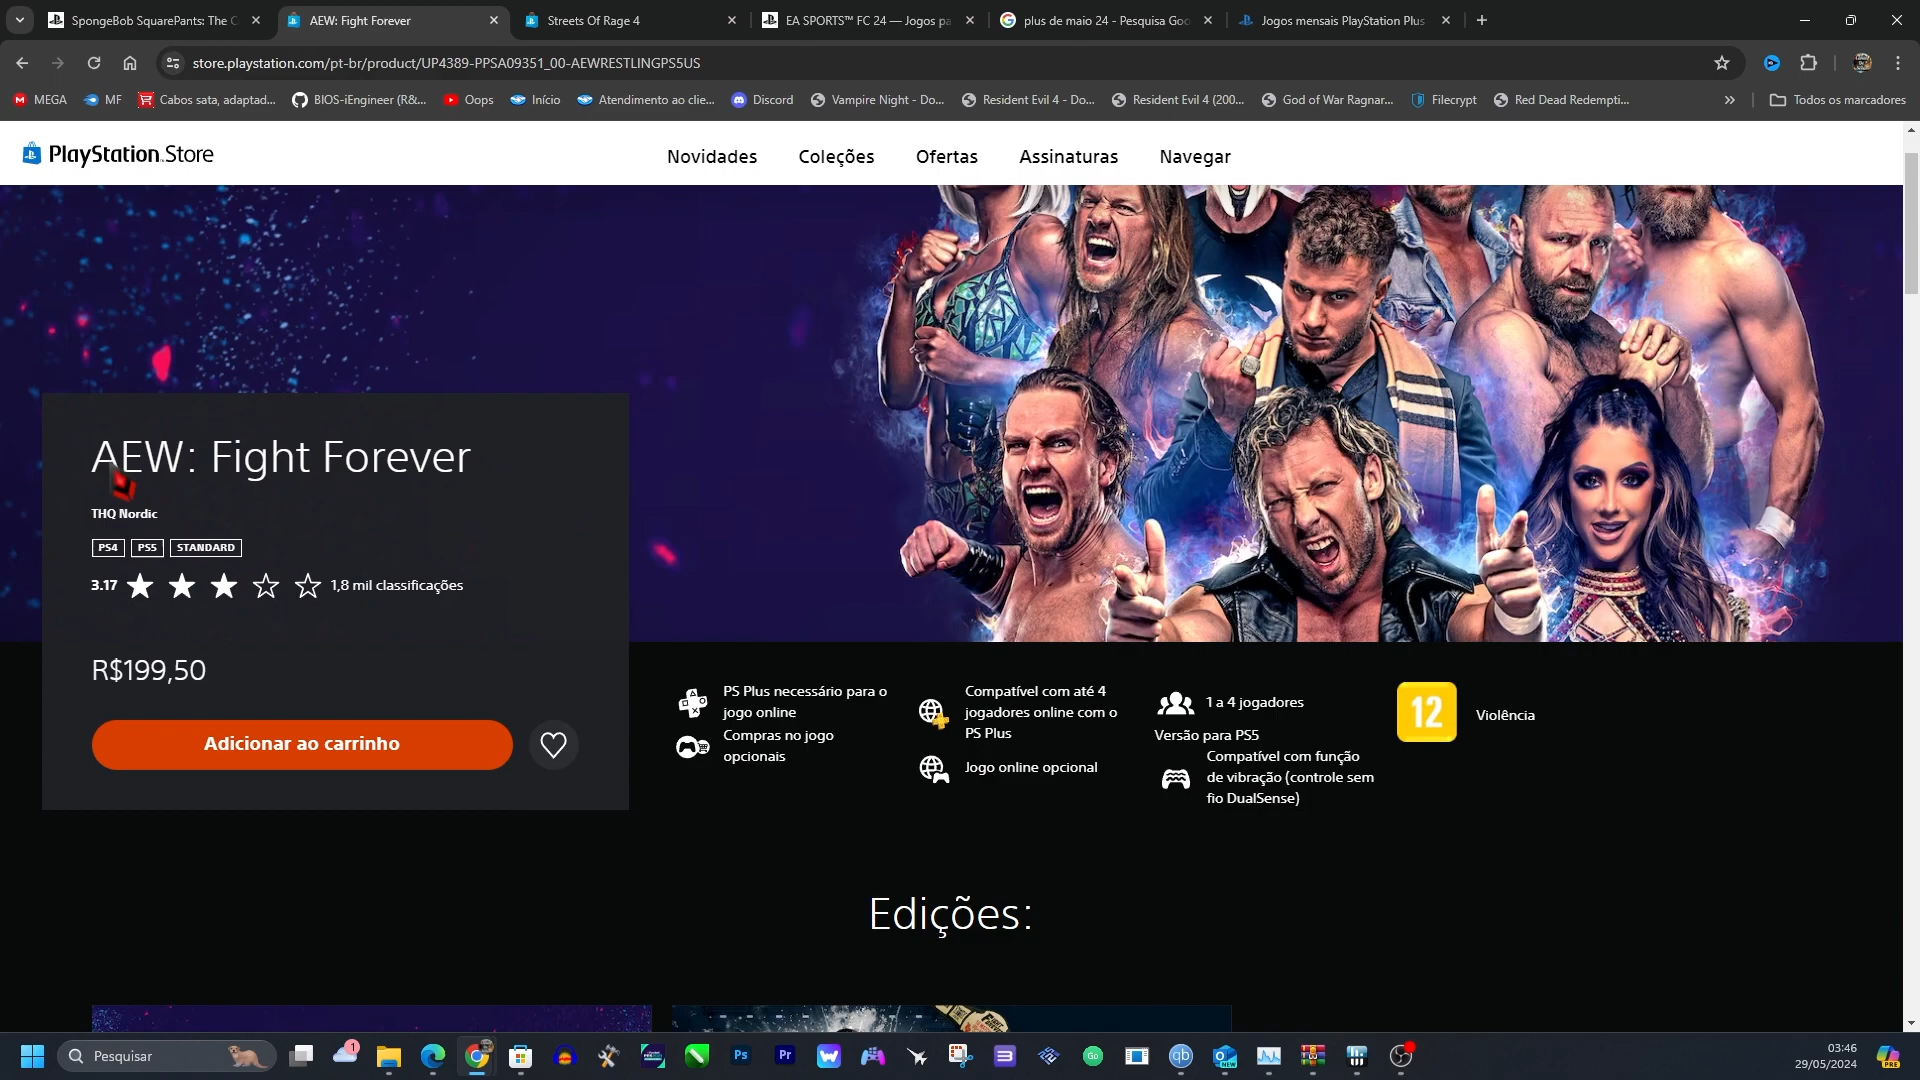 SpongeBob SquarePants: The C
AEW: Fight Forever
Streets Of Rage 4
EA SPORTS™ FC 24 — Jogos pa
plus de maio 24 - Pesquisa Goo
Jogos mensais PlayStation Plus
store.playstation.com/pt-br/product/UP4389-PPSA09351_00-AEWRESTLINGPS5US
MEGA
MF
Cabos sata, adaptad...
BIOS-iEngineer (R&...
Oops
Início
Atendimento ao clie...
Discord
Vampire Night - Do...
Resident Evil 4 - Do...
Resident Evil 4 (200...
God of War Ragnar...
Filecrypt
Red Dead Redempti...
Todos os marcadores
PlayStation Store
Novidades
Coleções
Ofertas
Assinaturas
Navegar
AEW: Fight Forever
THQ Nordic
PS4 PS5 STANDARD
3.17
1,8 mil classificações
R$199,50
Adicionar ao carrinho
PS Plus necessário para o
jogo online
Compras no jogo
opcionais
Compatível com até 4
jogadores online com o
PS Plus
Jogo online opcional
1 a 4 jogadores
Versão para PS5
Compatível com função
de vibração (controle sem
fio DualSense)
12
Violência
Edições:
Pesquisar
1
Ps
Pr
Go
qb
NEW
03:46
29/05/2024
PRE